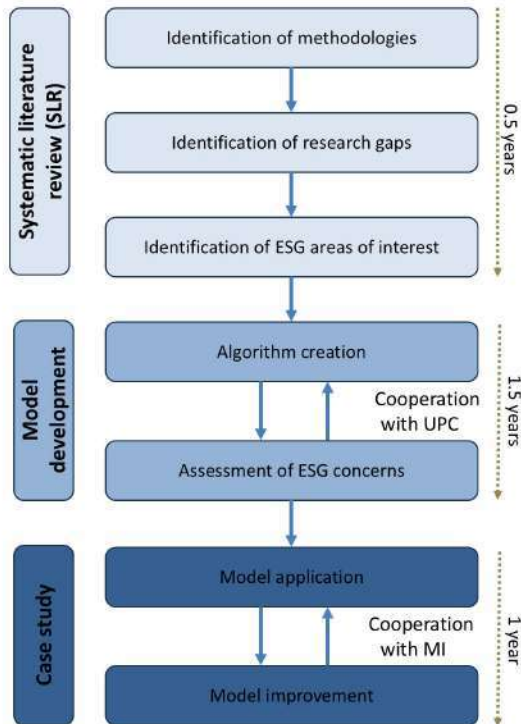 Systematic literature
review (SLR)
Identification of methodologies
Identification of research gaps
Identification of ESG areas of interest
0.5 years
Model
development
Algorithm creation
Cooperation
with UPC
Assessment of ESG concerns
1.5 years
Case study
Model application
Cooperation
with MI
Model improvement
1 year